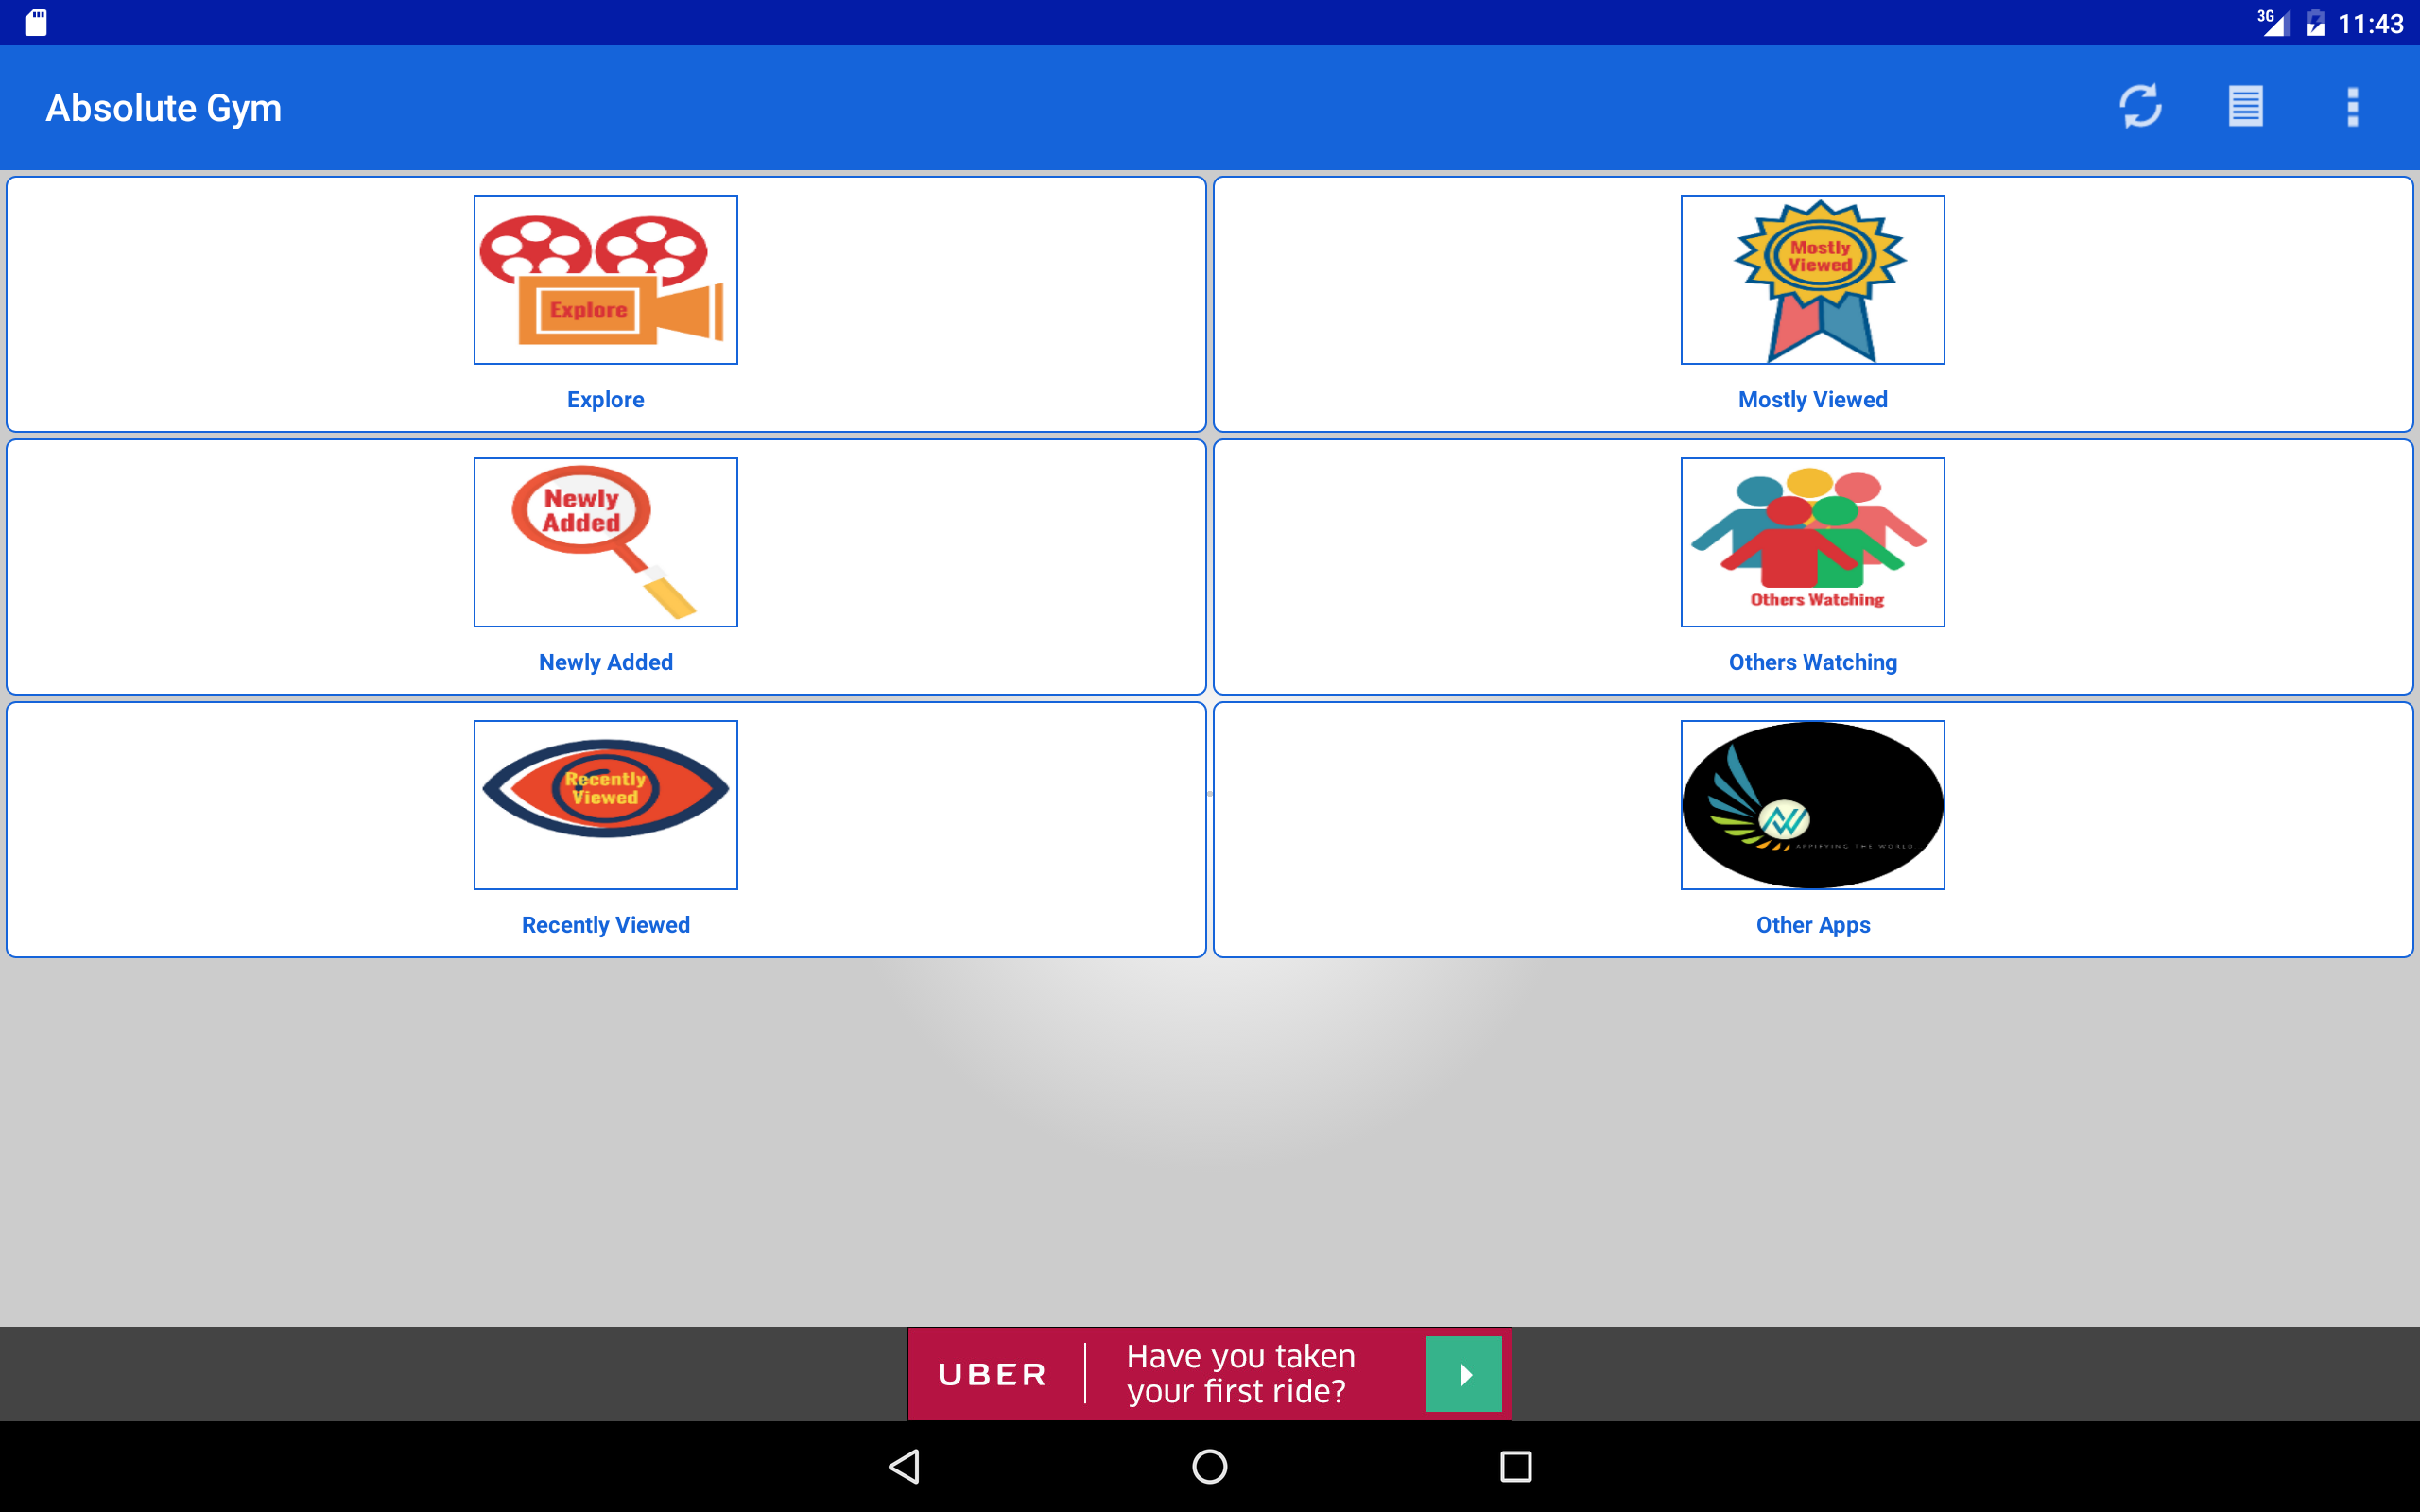 3G 11:43
Absolute Gym
Explore
Explore
Mostly
Viewed
Mostly Viewed
Newly
Added
Newly Added
Others Watching
Others Watching
Recently
Viewed
Recently Viewed
APPIFYING THE WORLD
Other Apps
UBER
Have you taken
your first ride?